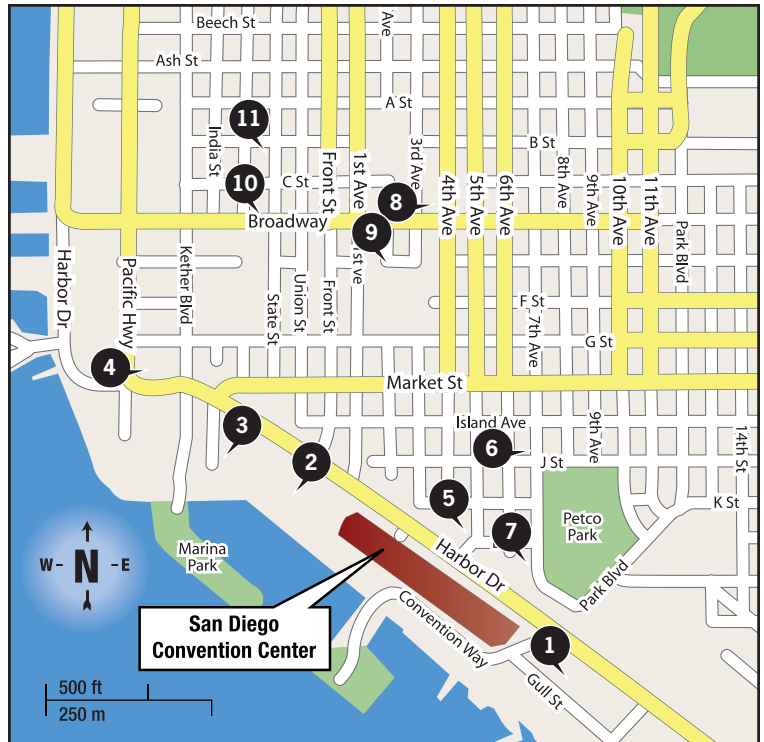 Beech St
Ave
Ash St
A St
11
India St
3rd Ave
B St
8th Ave
9th Ave
10th Ave
11th Ave
10
C St
Front St
1st Ave
8
4th Ave
5th Ave
6th Ave
Broadway
9
Park Blvd
Harbor Dr
Pacific Hwy
Kether Blvd
State St
Union St
Front St
1st ve
F St
7th Ave
G St
4
Market St
3
Island Ave
9th Ave
14th St
2
6
J St
5
K St
7
Petco
Park
W
N
E
Marina
Park
Harbor Dr
Park Blvd
San Diego
Convention Center
Convention Way
1
Gull St
500 ft
250 m